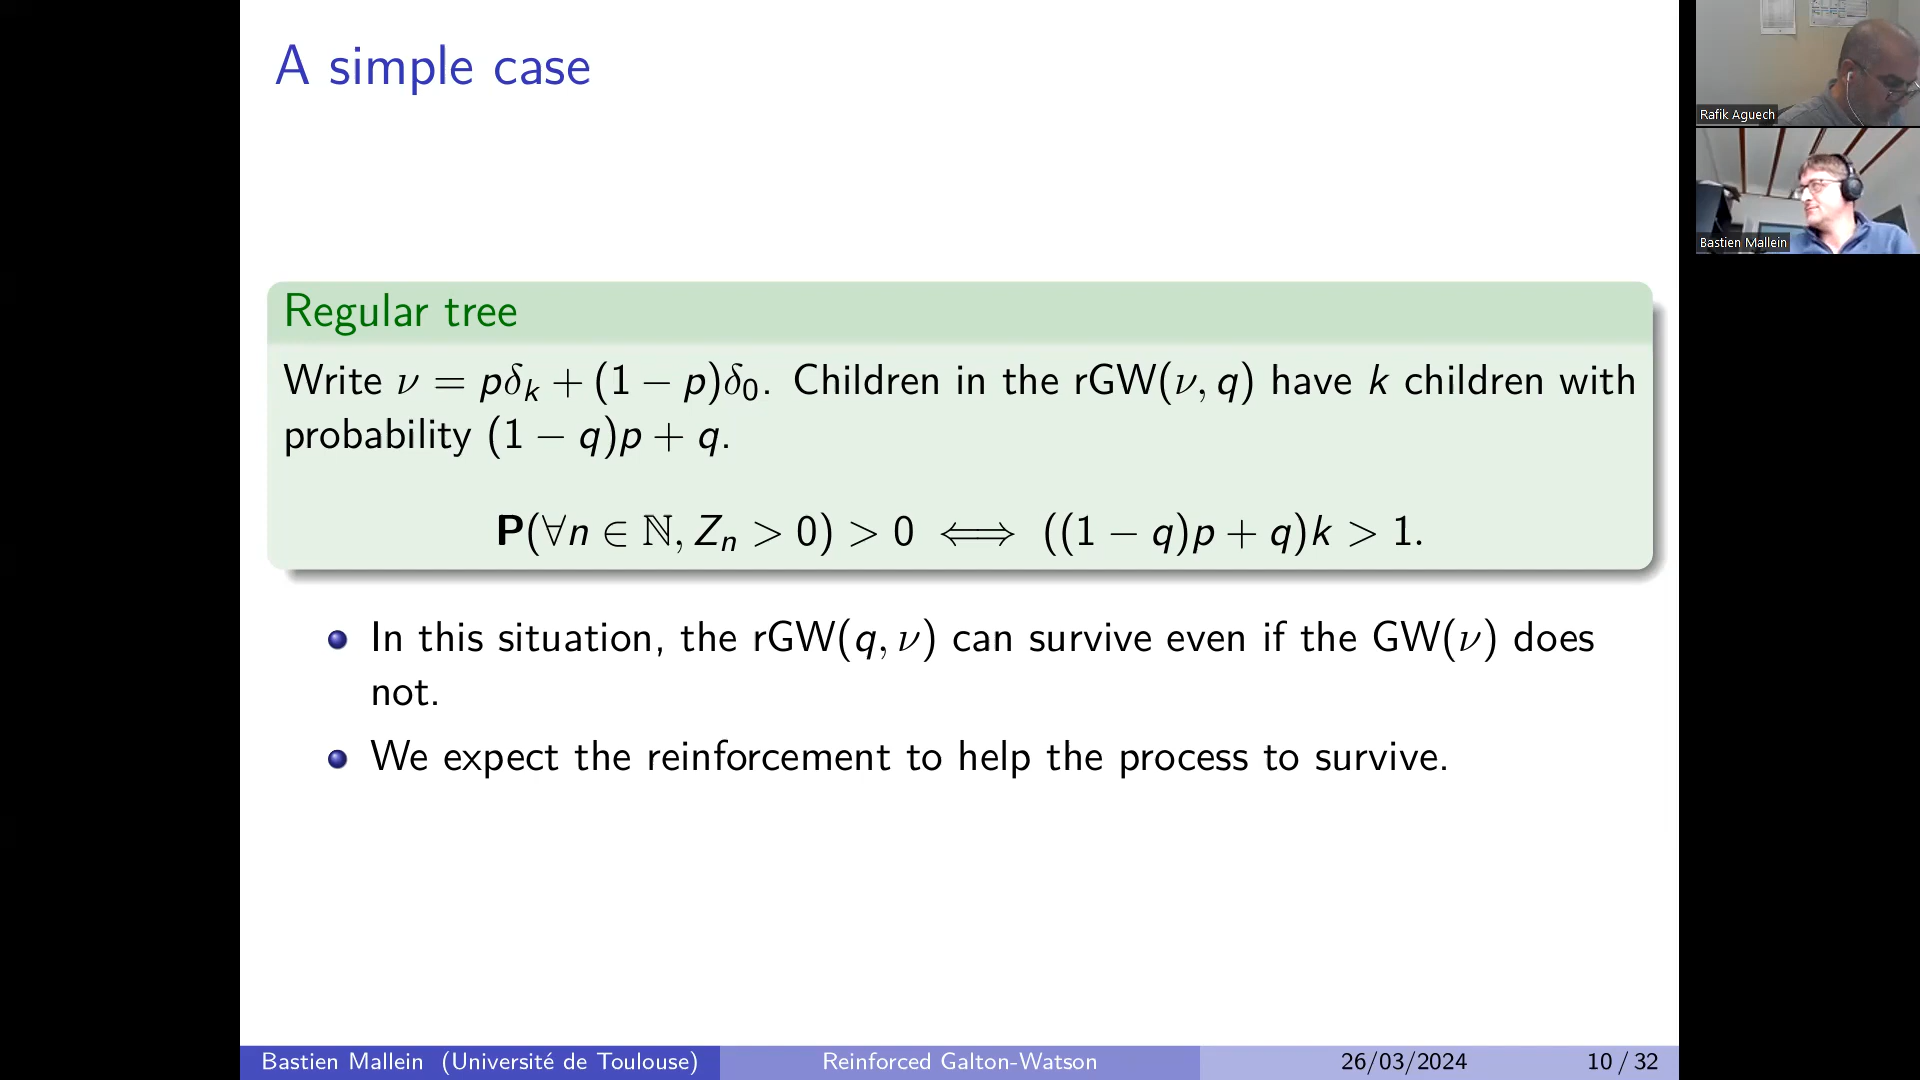 A simple case
Regular tree
Write ν = pδₖ + (1 − p)δ₀. Children in the rGW(ν, q) have k children with
probability (1 − q)p + q.
P(∀n ∈ ℕ, Zₙ > 0) > 0 ⟺ ((1 − q)p + q)k > 1.
In this situation, the rGW(q, ν) can survive even if the GW(ν) does
not.
We expect the reinforcement to help the process to survive.
Bastien Mallein (Université de Toulouse)
Reinforced Galton-Watson
26/03/2024
10 / 32
Rafik Aguech
Bastien Mallein